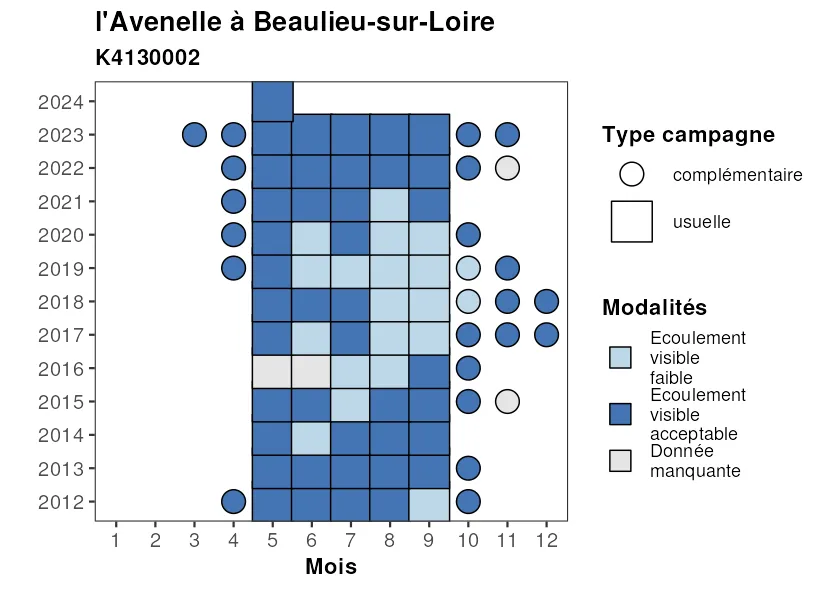 l'Avenelle à Beaulieu-sur-Loire
K4130002
2024
2023
2022
2021
2020
2019
2018
2017
2016
2015
2014
2013
2012
1 2 3 4 5 6 7 8 9 10 11 12
Mois
Type campagne
complémentaire
usuelle
Modalités
Ecoulement
visible
faible
Ecoulement
visible
acceptable
Donnée
manquante